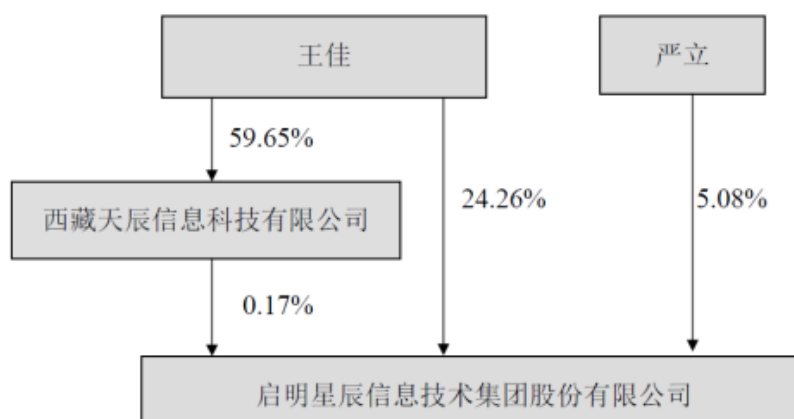 王佳
严立
59.65%
24.26%
5.08%
西藏天辰信息科技有限公司
0.17%
启明星辰信息技术集团股份有限公司